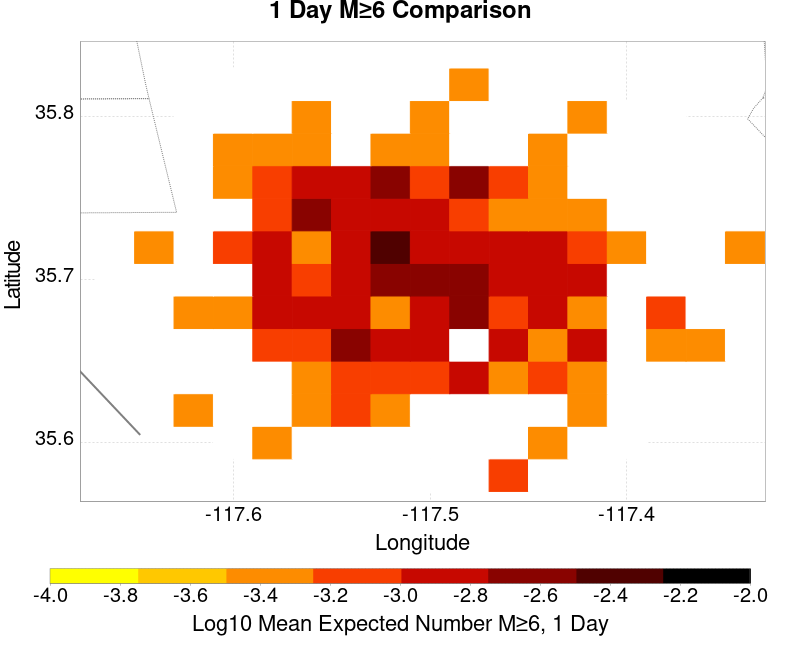 1 Day M≥6 Comparison
35.8
35.7
35.6
Latitude
-117.6 -117.5 -117.4
Longitude
-4.0 -3.8 -3.6 -3.4 -3.2 -3.0 -2.8 -2.6 -2.4 -2.2 -2.0
Log10 Mean Expected Number M≥6, 1 Day